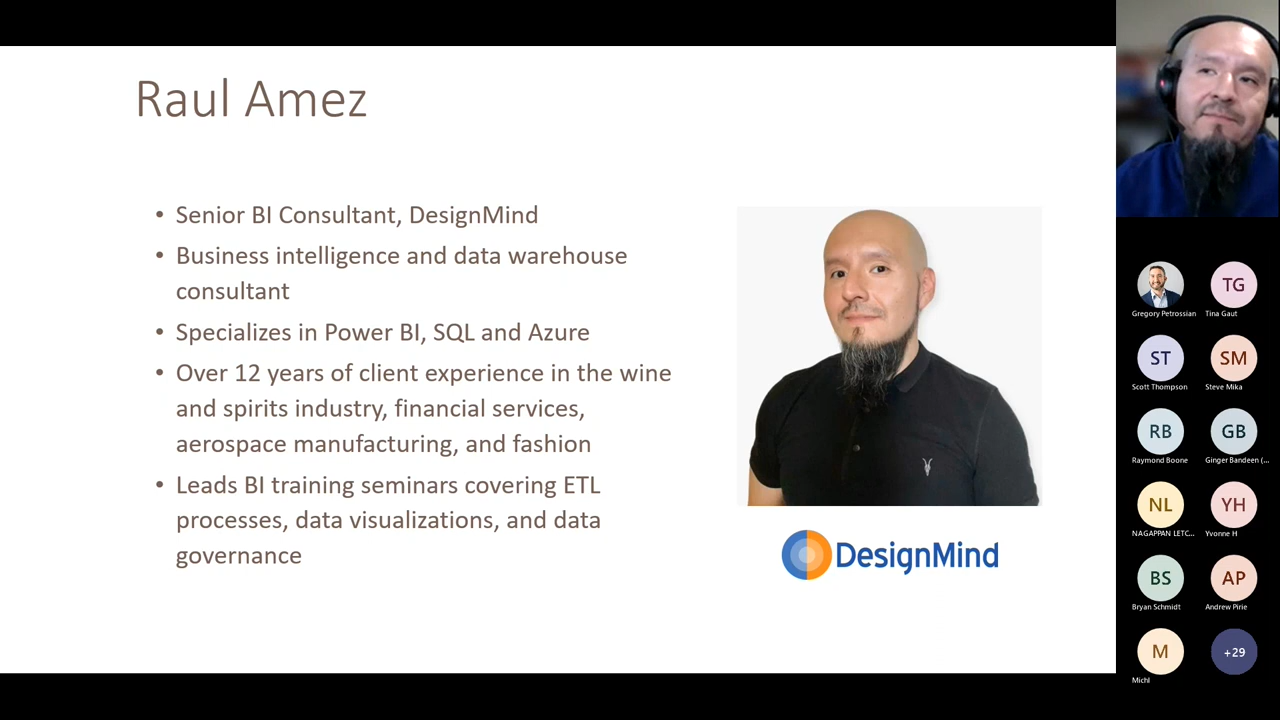 Raul Amez
• Senior BI Consultant, DesignMind
• Business intelligence and data warehouse
consultant
• Specializes in Power BI, SQL and Azure
• Over 12 years of client experience in the wine
and spirits industry, financial services,
aerospace manufacturing, and fashion
• Leads BI training seminars covering ETL
processes, data visualizations, and data
governance
DesignMind
TG
Gregory Petrossian
Tina Gaut
ST
SM
Scott Thompson
Steve Mika
RB
GB
Raymond Boone
Ginger Bandeen (...
NL
YH
NAGAPPAN LETC...
Yvonne H
BS
AP
Bryan Schmidt
Andrew Pirie
M
+29
Michl